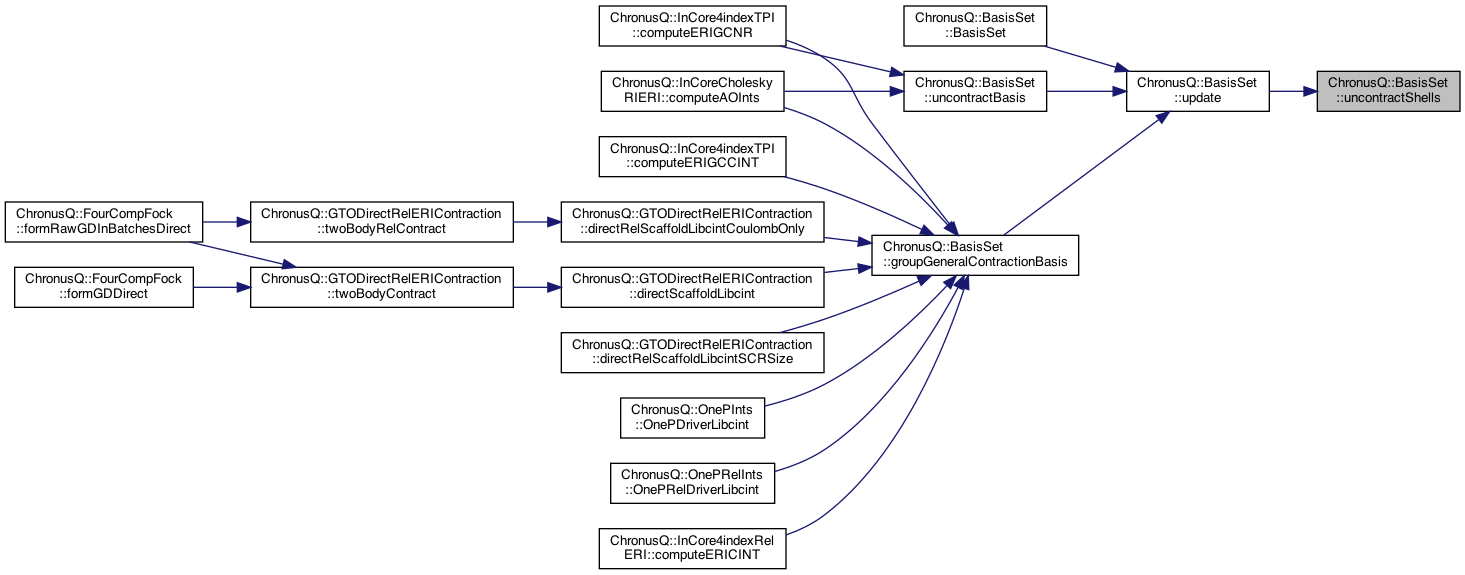 ChronusQ::InCore4indexTPI
::computeERIGCNR
ChronusQ::BasisSet
::BasisSet
ChronusQ::InCoreCholesky
RIERI::computeAOInts
ChronusQ::BasisSet
::uncontractBasis
ChronusQ::BasisSet
::update
ChronusQ::BasisSet
::uncontractShells
ChronusQ::InCore4indexTPI
::computeERIGCCINT
ChronusQ::FourCompFock
::formRawGDInBatchesDirect
ChronusQ::GTODirectRelERIContraction
::twoBodyRelContract
ChronusQ::GTODirectRelERIContraction
::directRelScaffoldLibcintCoulombOnly
ChronusQ::BasisSet
::groupGeneralContractionBasis
ChronusQ::FourCompFock
::formGDDirect
ChronusQ::GTODirectRelERIContraction
::twoBodyContract
ChronusQ::GTODirectRelERIContraction
::directScaffoldLibcint
ChronusQ::GTODirectRelERIContraction
::directRelScaffoldLibcintSCRSize
ChronusQ::OnePInts
::OnePDriverLibcint
ChronusQ::OnePRelInts
::OnePRelDriverLibcint
ChronusQ::InCore4indexRel
ERI::computeERICINT